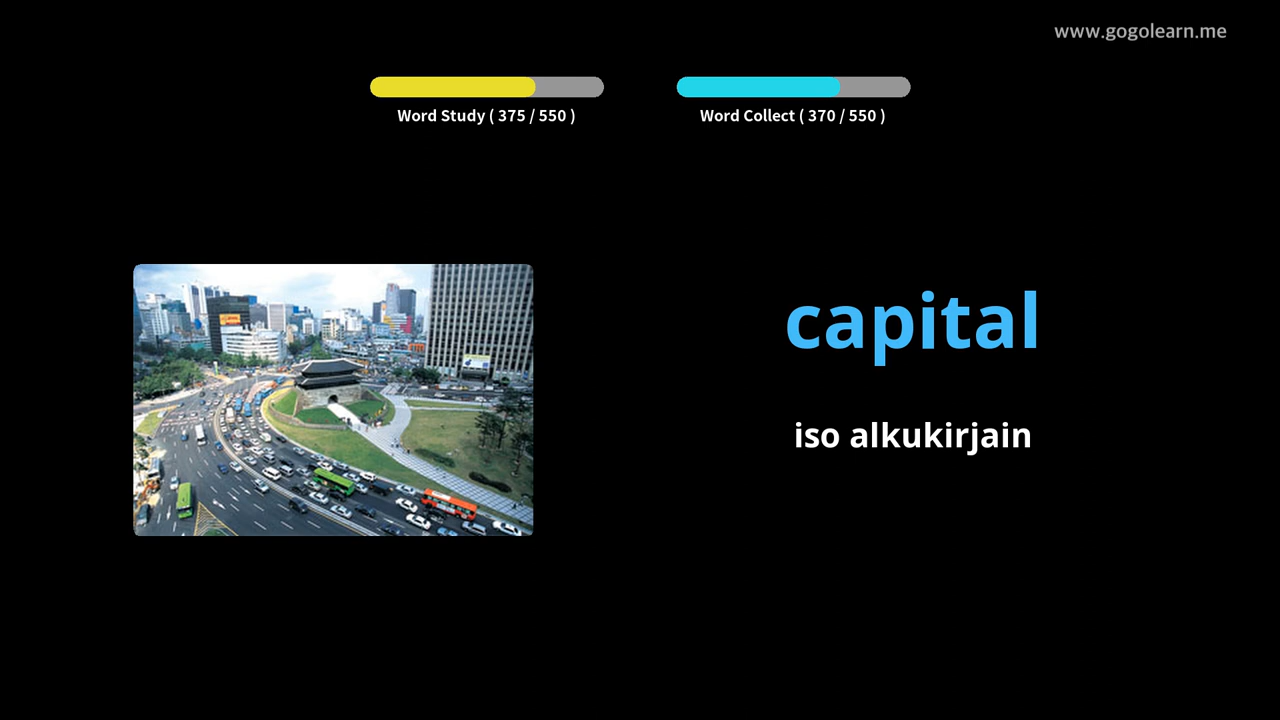 www.gogolearn.me
Word Study ( 375 / 550 )
Word Collect ( 370 / 550 )
capital
iso alkukirjain